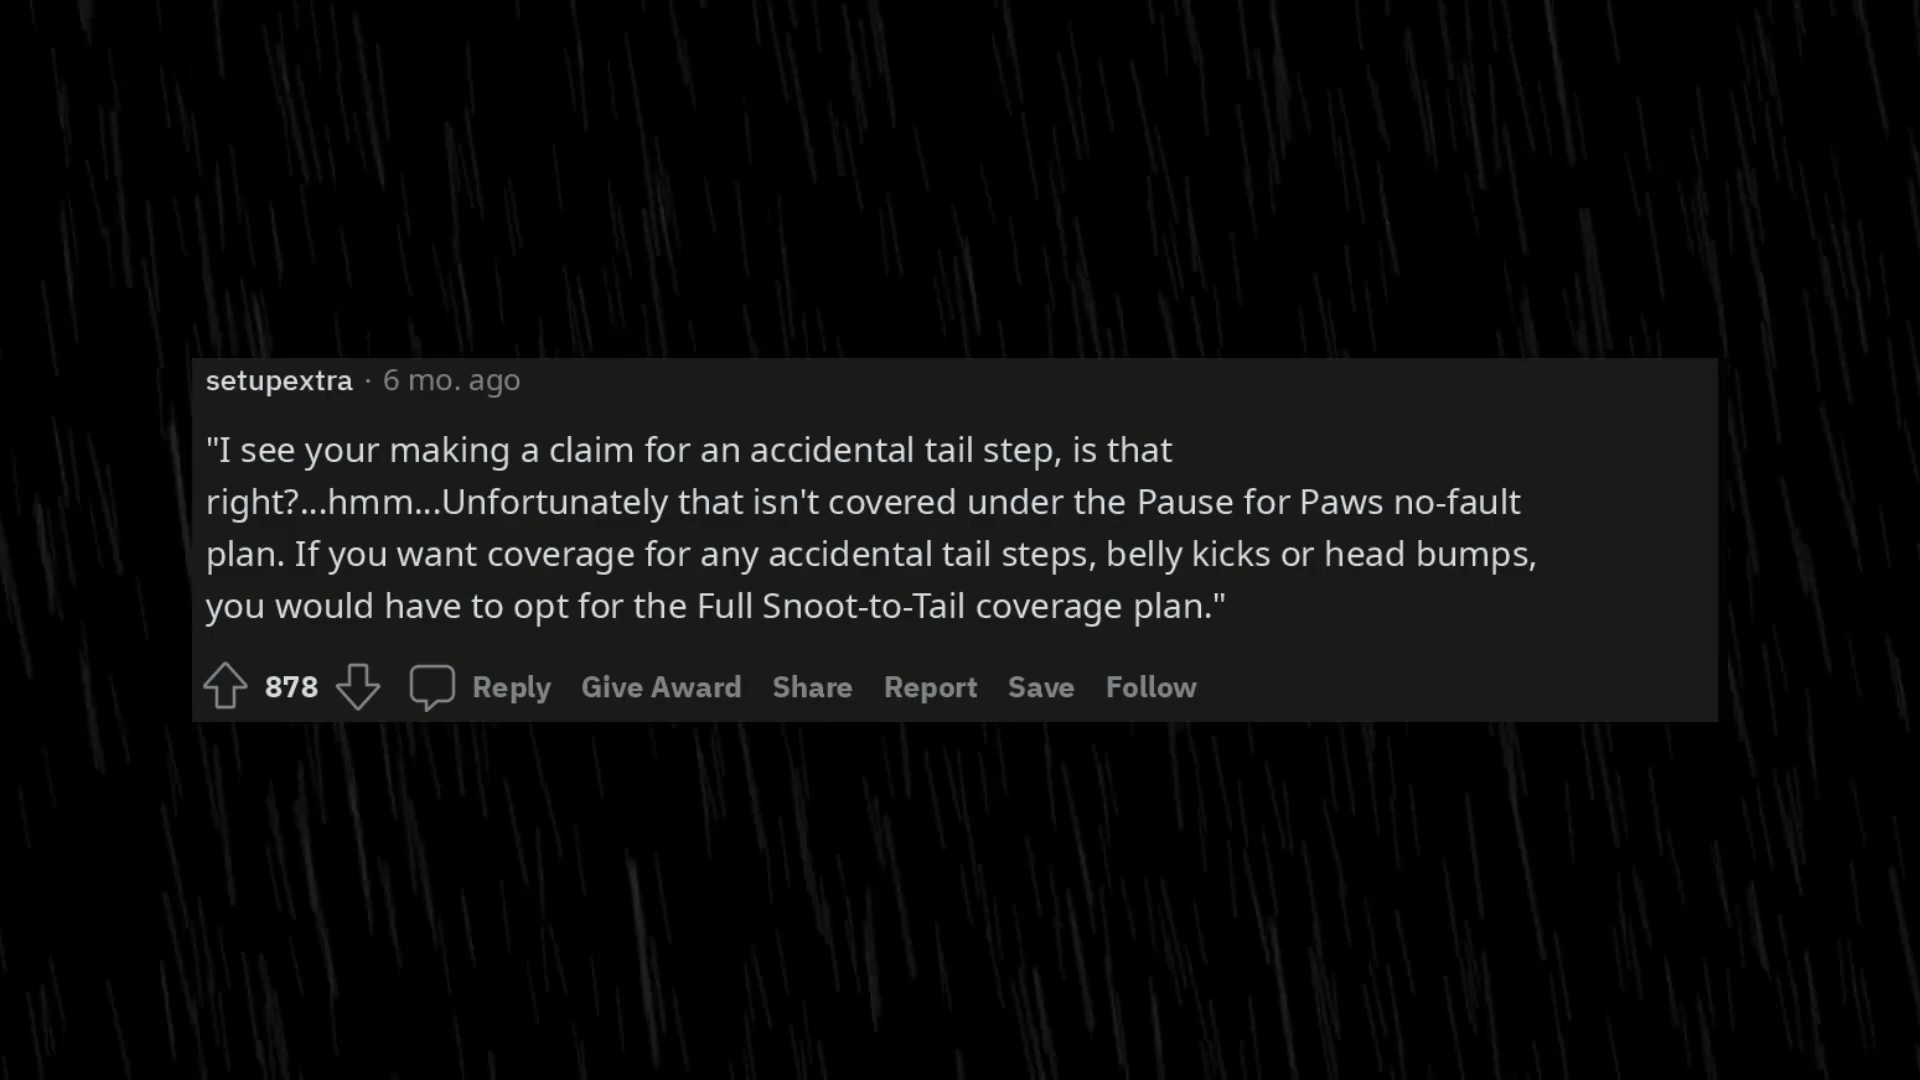 setupextra · 6 mo. ago
"I see your making a claim for an accidental tail step, is that
right?...hmm...Unfortunately that isn't covered under the Pause for Paws no-fault
plan. If you want coverage for any accidental tail steps, belly kicks or head bumps,
you would have to opt for the Full Snoot-to-Tail coverage plan."
878 Reply Give Award Share Report Save Follow